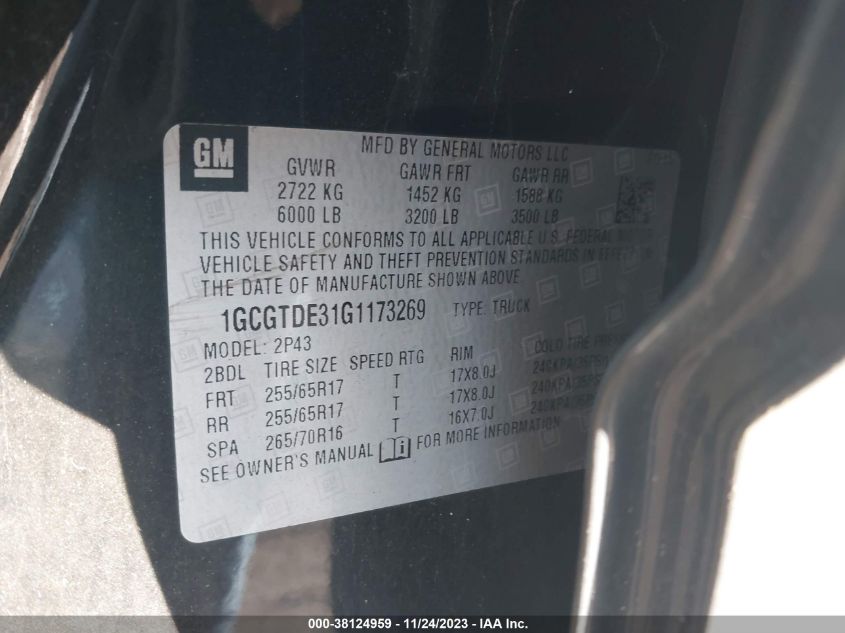 GM
MFD BY GENERAL MOTORS LLC
GVWR GAWR FRT GAWR RR
2722 KG 1452 KG 1588 KG
6000 LB 3200 LB 3500 LB
THIS VEHICLE CONFORMS TO ALL APPLICABLE U.S. FEDERAL MOTOR
VEHICLE SAFETY AND THEFT PREVENTION STANDARDS IN EFFECT ON
THE DATE OF MANUFACTURE SHOWN ABOVE.
1GCGTDE31G1173269 TYPE: TRUCK
MODEL: 2P43
2BDL TIRE SIZE SPEED RTG RIM COLD TIRE
FRT 255/65R17 T 17X8.0J 240KPA(35PSI)
RR 255/65R17 T 17X8.0J 240KPA(35PSI)
SPA 265/70R16 T 16X7.0J
SEE OWNER'S MANUAL FOR MORE INFORMATION
000-38124959 - 11/24/2023 - IAAI Inc.